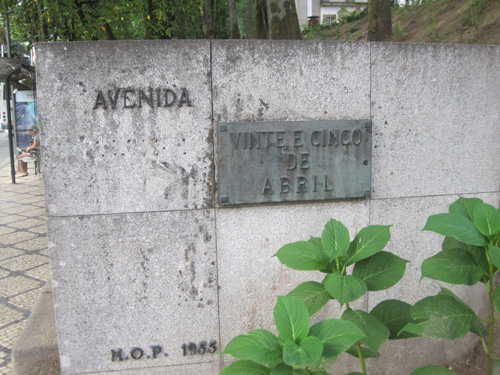 AVENIDA
VINTE E CINCO
DE
ABRIL
M.O.P. 1955